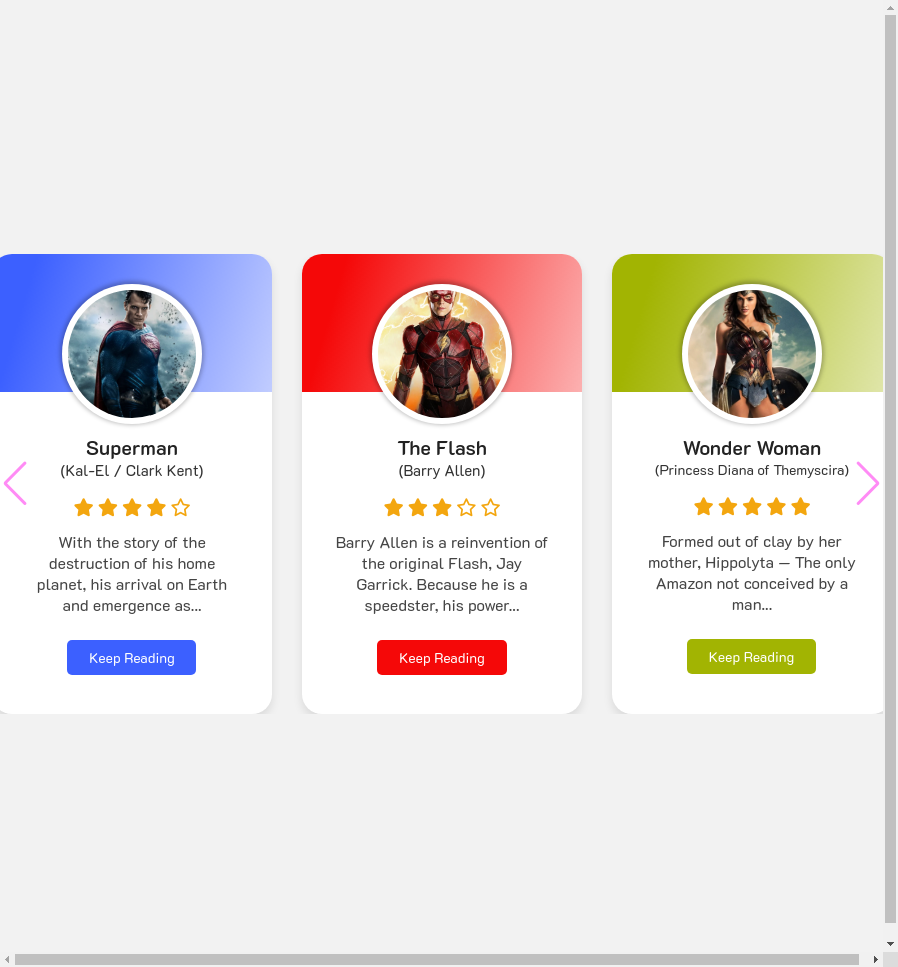 Superman
(Kal-El / Clark Kent)
With the story of the
destruction of his home
planet, his arrival on Earth
and emergence as...
Keep Reading
The Flash
(Barry Allen)
Barry Allen is a reinvention of
the original Flash, Jay
Garrick. Because he is a
speedster, his power...
Keep Reading
Wonder Woman
(Princess Diana of Themyscira)
Formed out of clay by her
mother, Hippolyta — The only
Amazon not conceived by a
man...
Keep Reading